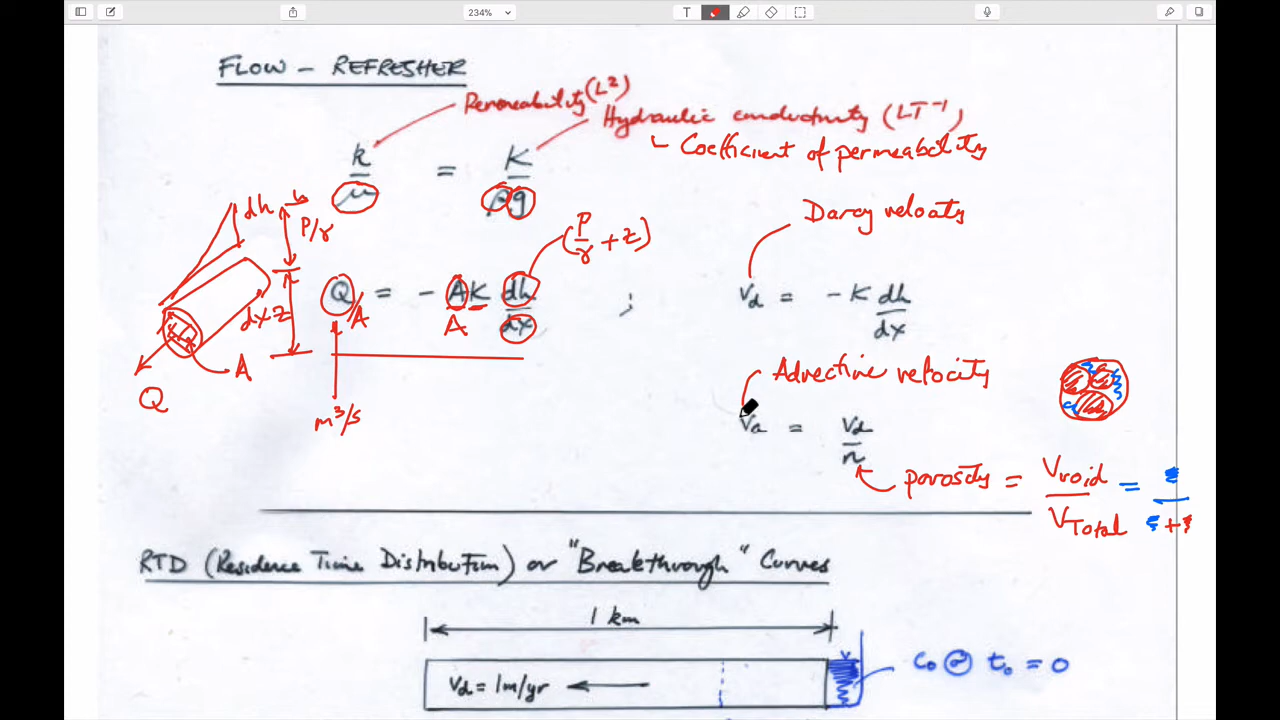 234%
FLOW - REFRESHER
Permeability (L²)
Hydraulic conductivity (LT⁻¹)
Coefficient of permeability
k/μ = K/ρg
dh
P/γ
(P/γ + z)
Darcy velocity
Q = - A K dh/dx ; vd = - K dh/dx
/A
A
dx
z
A
Q
m³/s
Advective velocity
va = vd/n
porosity = Vvoid/VTotal =
+
RTD (Residence Time Distribution) or "Breakthrough" Curves
1 km
vd = 1m/yr
C₀ @ t₀ = 0